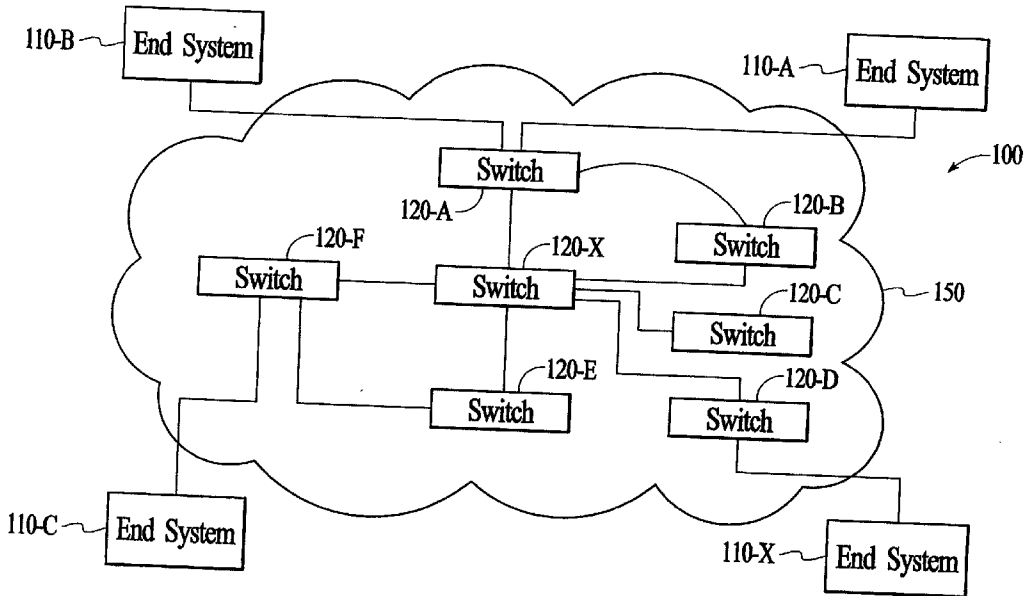 110-B
End System
110-A
End System
100
Switch
120-A
120-B
Switch
120-F
Switch
120-X
Switch
150
120-C
Switch
120-E
Switch
120-D
Switch
110-C
End System
110-X
End System